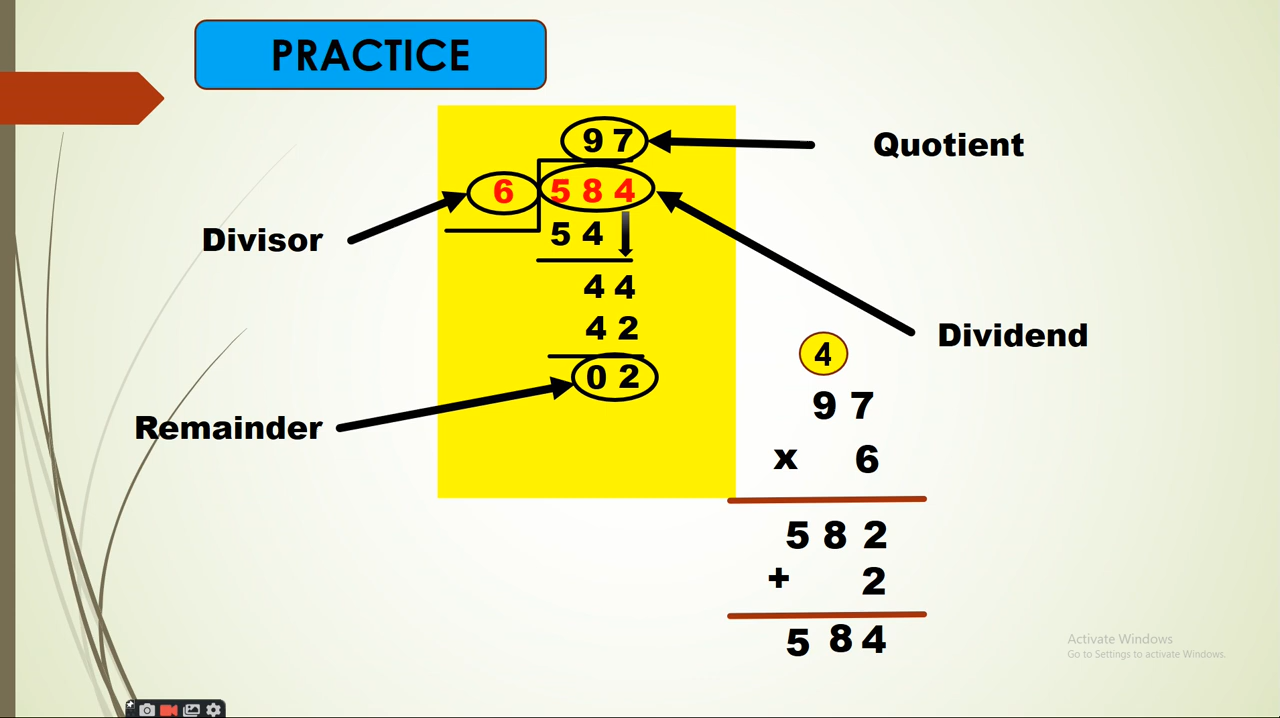 PRACTICE
97
Quotient
6 584
Divisor
54
44
42
Dividend
02
Remainder
4
97
x 6
582
+ 2
584
Activate Windows
Go to Settings to activate Windows.